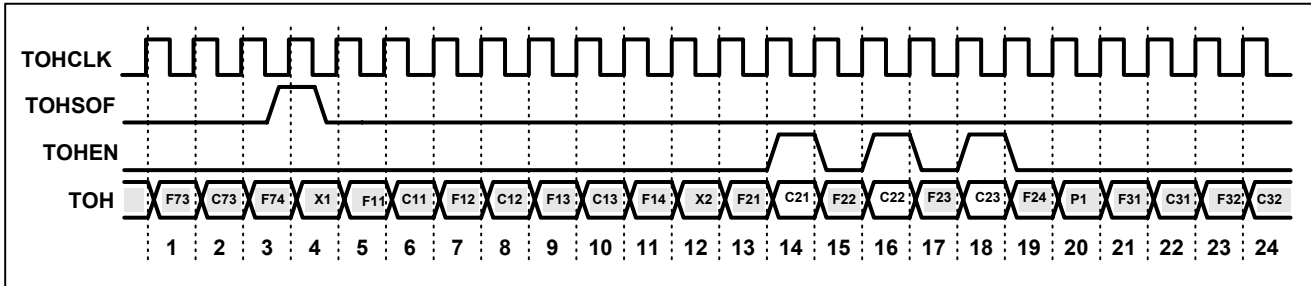 TOHCLK
TOHSOF
TOHEN
TOH F73 C73 F74 X1 F11 C11 F12 C12 F13 C13 F14 X2 F21 C21 F22 C22 F23 C23 F24 P1 F31 C31 F32 C32
1 2 3 4 5 6 7 8 9 10 11 12 13 14 15 16 17 18 19 20 21 22 23 24